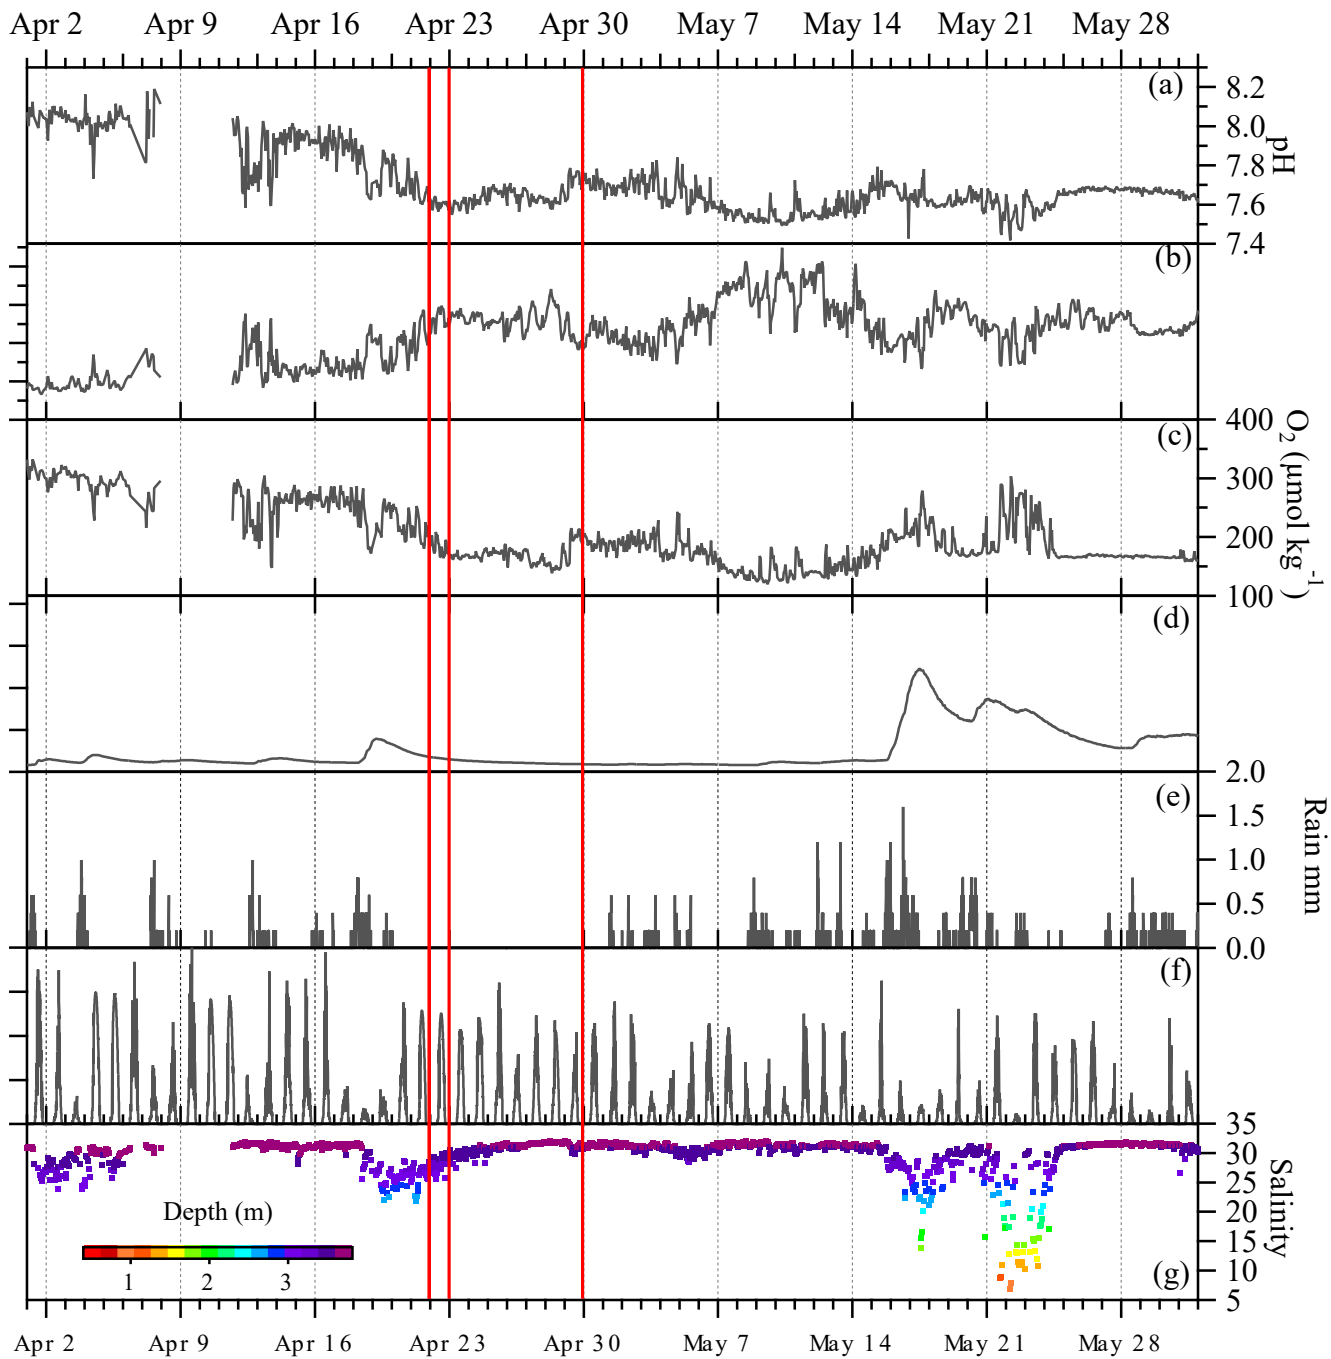 Apr 2 Apr 9 Apr 16 Apr 23 Apr 30 May 7 May 14 May 21 May 28
(a)
8.2
8.0
7.8
7.6
7.4
pH
(b)
(c)
400
300
200
100
O₂ (μmol kg⁻¹)
(d)
(e)
2.0
1.5
1.0
0.5
0.0
Rain mm
(f)
35
30
25
20
15
10
5
Salinity
Depth (m)
1 2 3
(g)
Apr 2 Apr 9 Apr 16 Apr 23 Apr 30 May 7 May 14 May 21 May 28